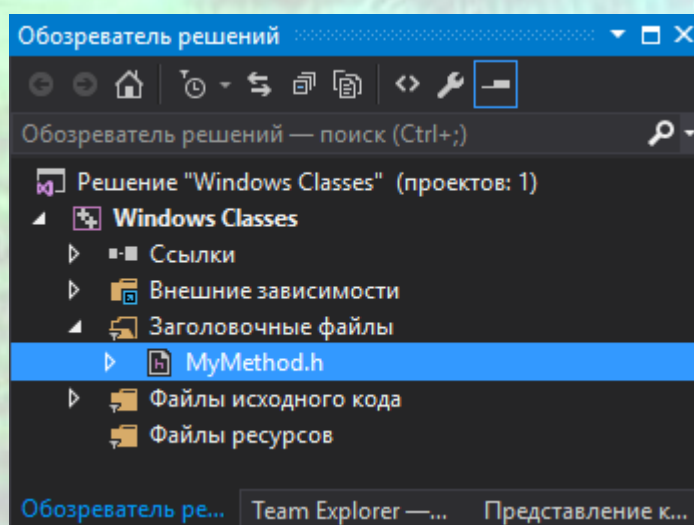 Обозреватель решений
Обозреватель решений — поиск (Ctrl+;)
Решение "Windows Classes" (проектов: 1)
Windows Classes
Ссылки
Внешние зависимости
Заголовочные файлы
MyMethod.h
Файлы исходного кода
Файлы ресурсов
Обозреватель ре... Team Explorer —... Представление к...